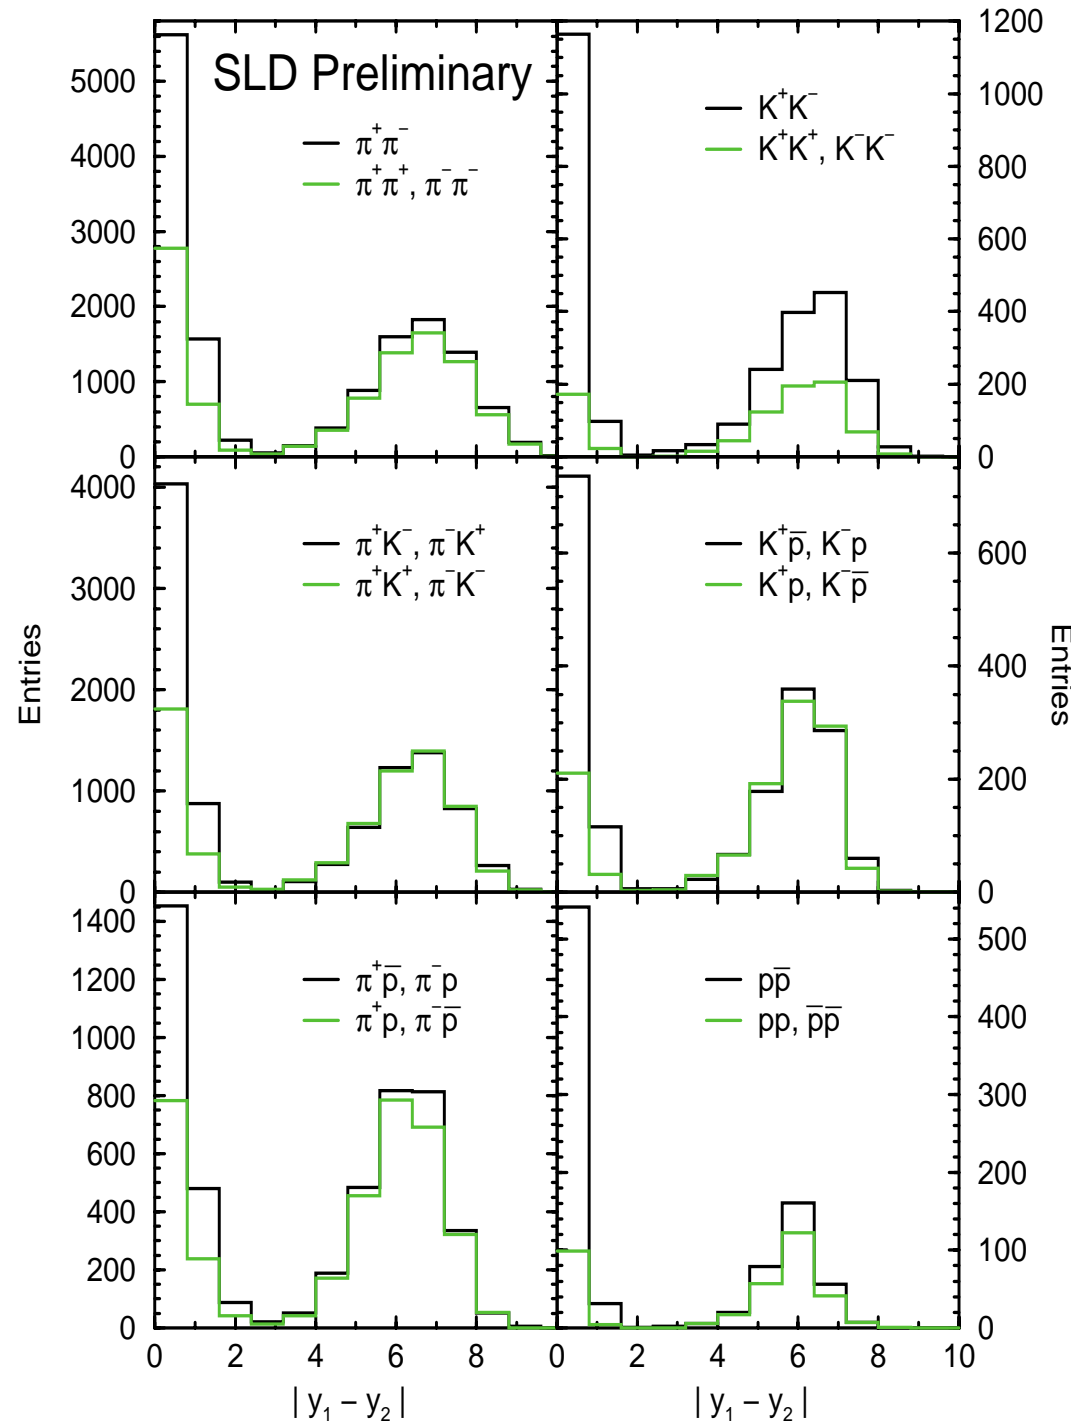 SLD Preliminary
π⁺π⁻
π⁺π⁺, π⁻π⁻
5000
4000
3000
2000
1000
0
K⁺K⁻
K⁺K⁺, K⁻K⁻
1200
1000
800
600
400
200
0
π⁺K⁻, π⁻K⁺
π⁺K⁺, π⁻K⁻
4000
3000
2000
1000
0
Entries
K⁺p̅, K⁻p
K⁺p, K⁻p̅
600
400
200
0
Entries
π⁺p̅, π⁻p
π⁺p, π⁻p̅
1400
1200
1000
800
600
400
200
0
pp̅
pp, p̅p̅
500
400
300
200
100
0
0 2 4 6 8 0 2 4 6 8 10
| y₁ – y₂ | | y₁ – y₂ |